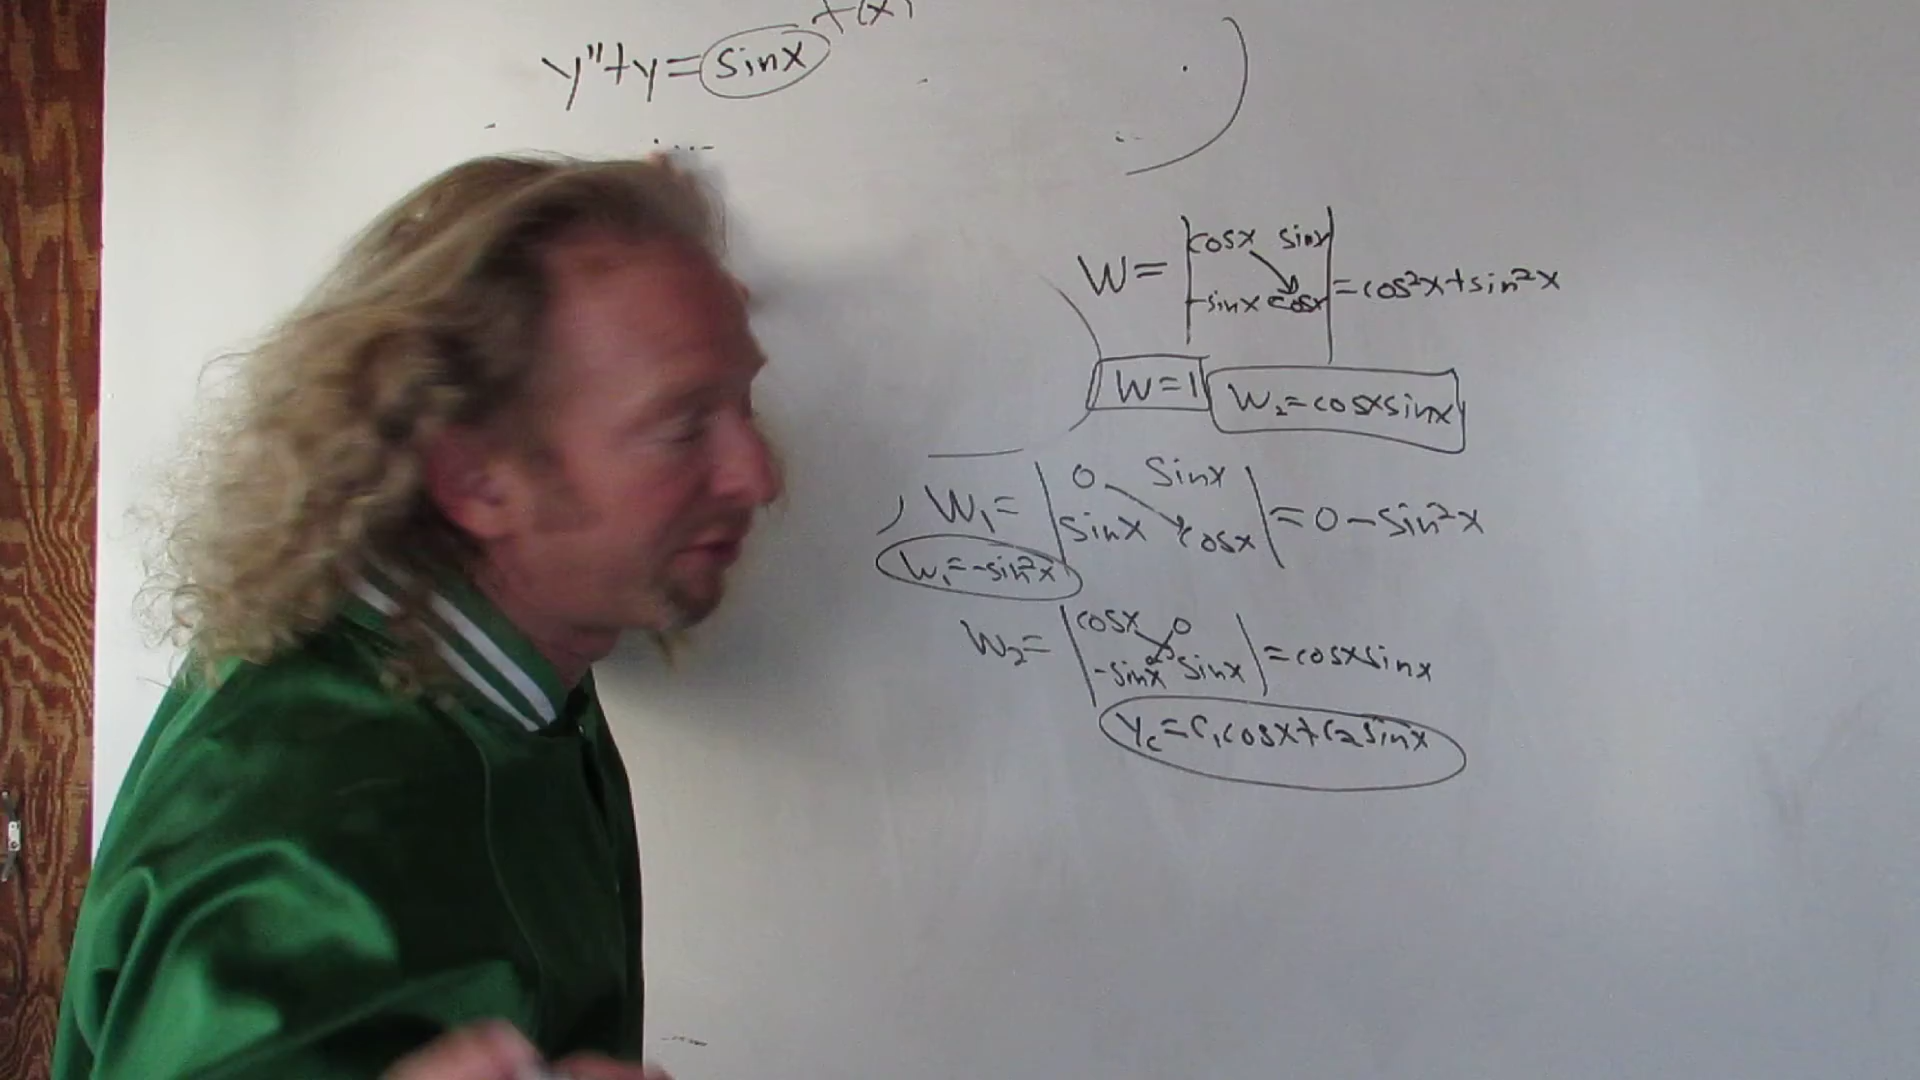 f(x)
y''+y=sinx
W= |cosx sinx| =cos²x+sin²x
-sinx cosx
W=1 W₂=cosxsinx
W₁= |0 sinx| =0-sin²x
sinx cosx
W₁=-sin²x
W₂= |cosx 0| =cosxsinx
-sinx sinx
y_c=c₁cosx+c₂sinx